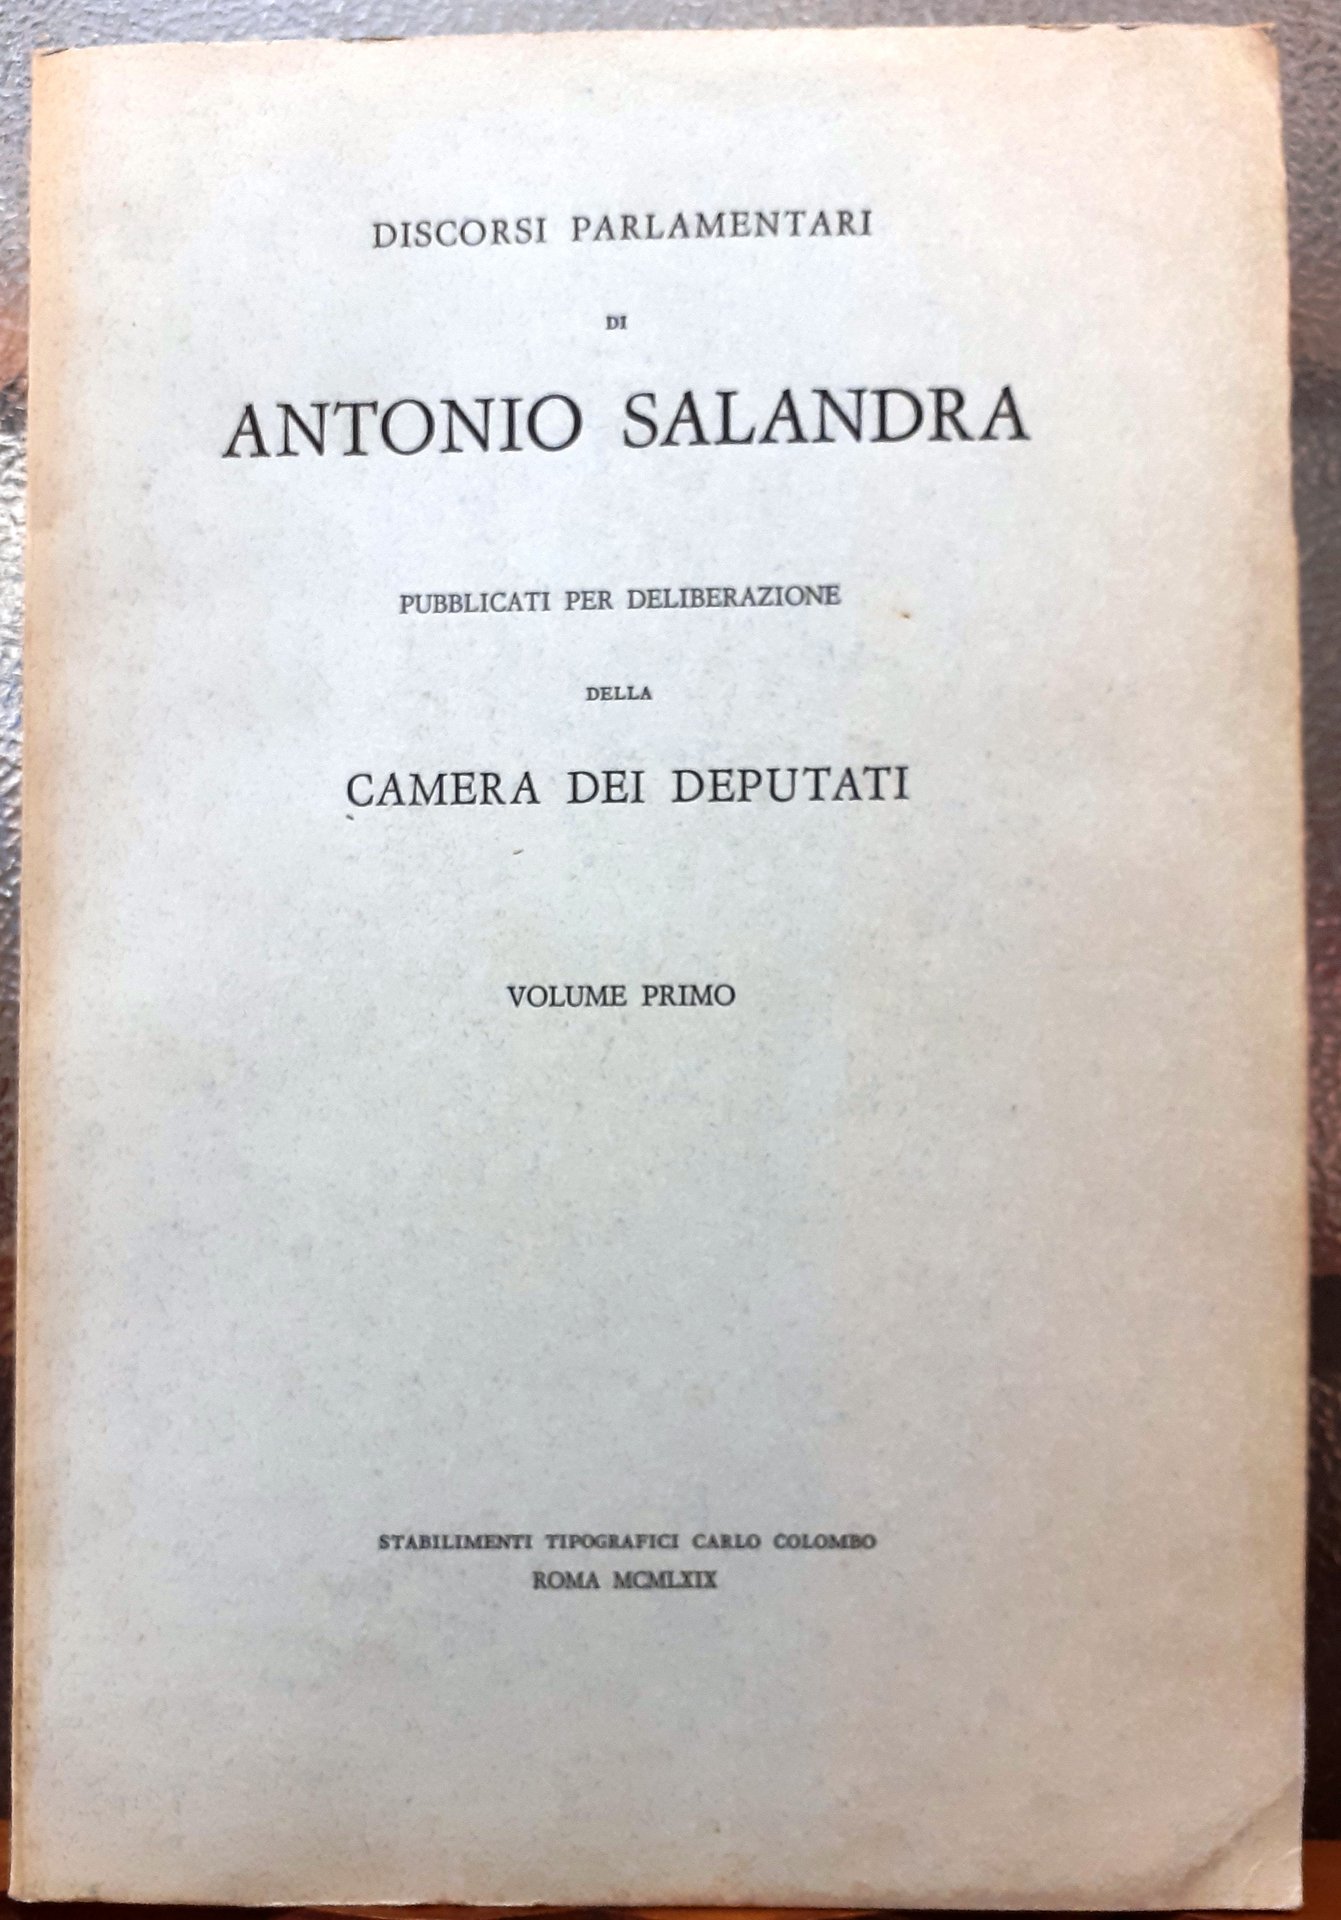 DISCORSI PARLAMENTARI
DI
ANTONIO SALANDRA
PUBBLICATI PER DELIBERAZIONE
DELLA
CAMERA DEI DEPUTATI
VOLUME PRIMO
STABILIMENTI TIPOGRAFICI CARLO COLOMBO
ROMA MCMLXIX